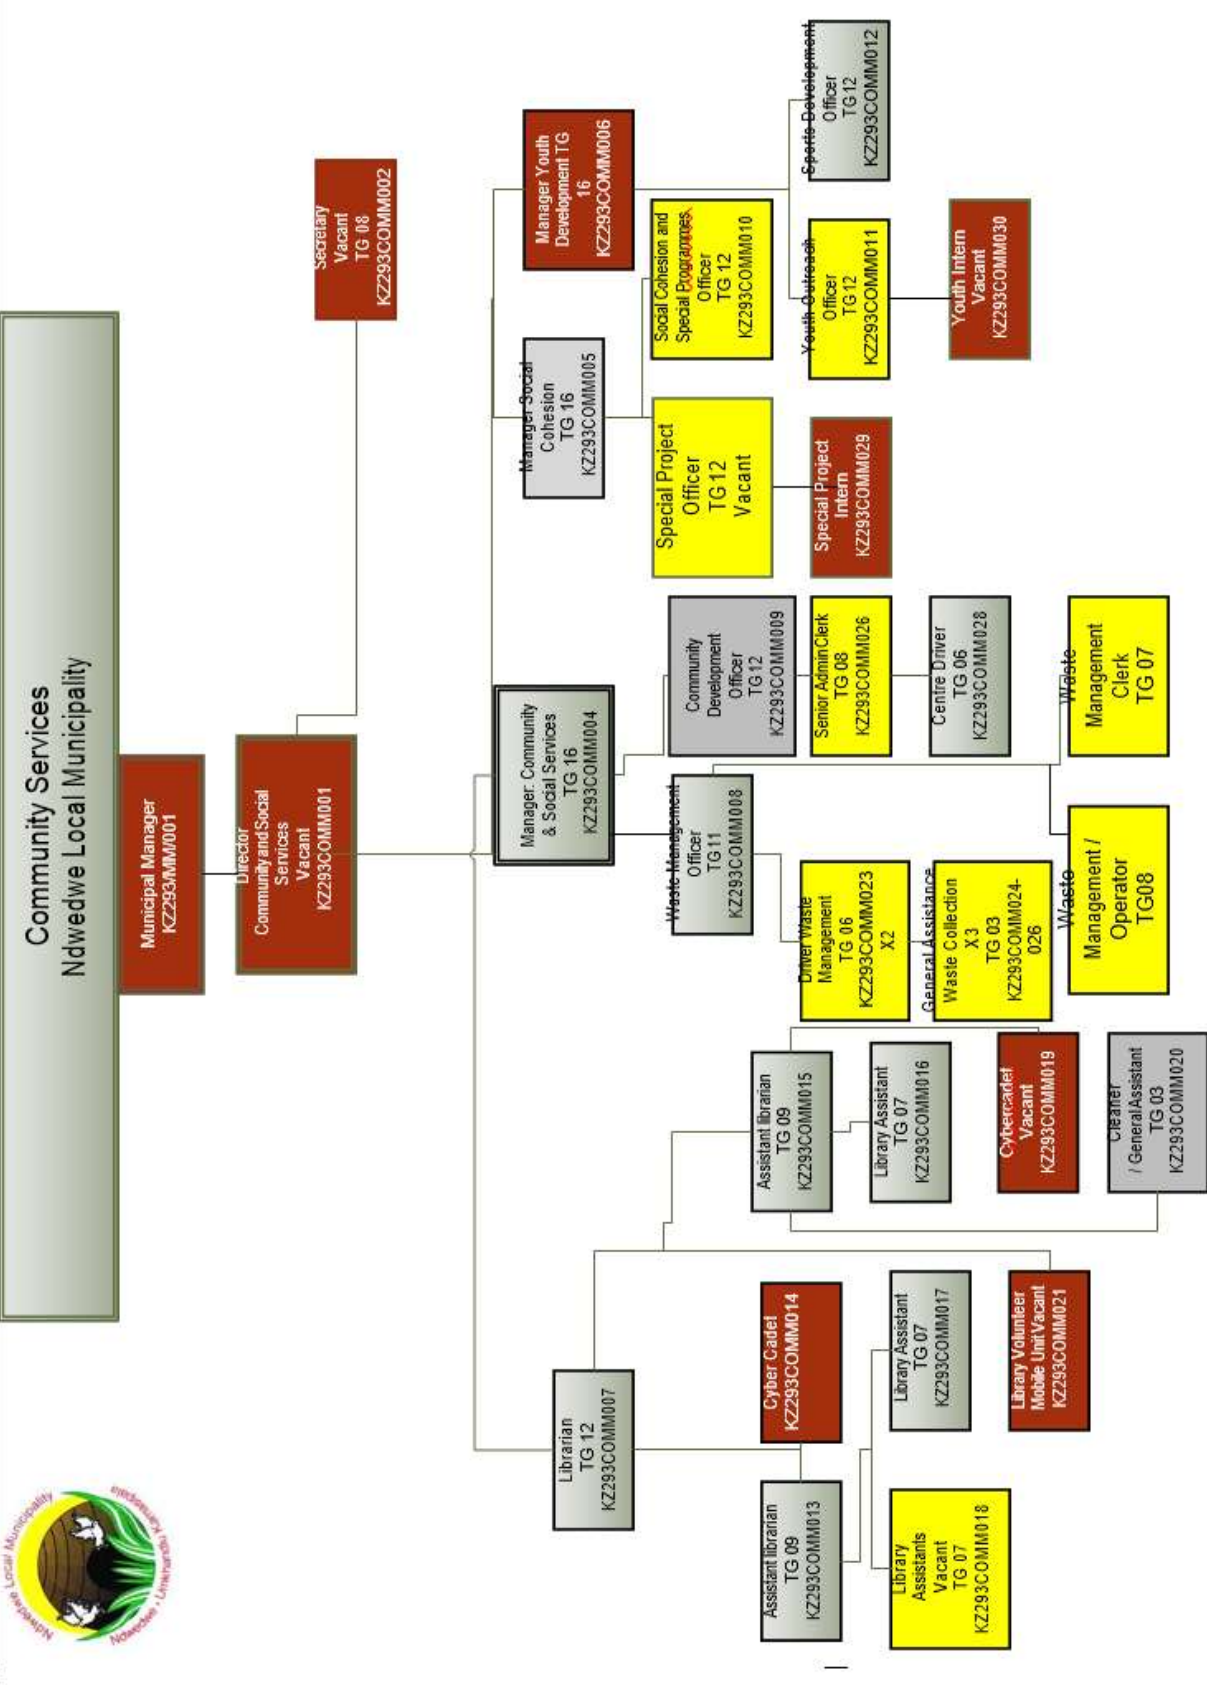 Community Services
Ndwedwe Local Municipality
Ndwedwe Local Municipality
Municipal Manager
KZ293/MM/001
Director
Community and Social
Services
Vacant
KZ293COMM001
Secretary
Vacant
TG 08
KZ293COMM002
Manager: Community
& Social Services
TG 16
KZ293COMM004
Manager Social
Cohesion
TG 16
KZ293COMM005
Manager Youth
Development TG
16
KZ293COMM006
Librarian
TG 12
KZ293COMM007
Waste Management
Officer
TG11
KZ293COMM008
Community
Development
Officer
TG12
KZ293COMM009
Special Project
Officer
TG12
Vacant
Social Cohesion and
Special Programmes
Officer
TG 12
KZ293COMM010
Assistant librarian
TG 09
KZ293COMM013
Cyber Cadet
KZ293COMM014
Assistant librarian
TG 09
KZ293COMM015
Driver Waste
Management
TG 06
KZ293COMM023
X2
Senior Admin Clerk
TG 08
KZ293COMM026
Special Project
Intern
KZ293COMM029
Youth Outreach
Officer
TG12
KZ293COMM011
Sports Development
Officer
TG12
KZ293COMM012
Library
Assistants
Vacant
TG 07
KZ293COMM018
Library Assistant
TG 07
KZ293COMM017
Library Assistant
TG 07
KZ293COMM016
General Assistance
Waste Collection
X3
TG 03
KZ293COMM024-
026
Centre Driver
TG 06
KZ293COMM028
Youth Intern
Vacant
KZ293COMM030
Library Volunteer
Mobile Unit Vacant
KZ293COMM021
Cybercadet
Vacant
KZ293COMM019
Waste
Management /
Operator
TG08
Waste
Management
Clerk
TG 07
Cleaner
/ General Assistant
TG 03
KZ293COMM020